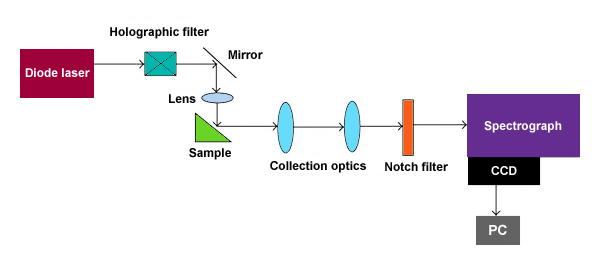 Holographic filter
Mirror
Diode laser
Lens
Sample
Collection optics
Notch filter
Spectrograph
CCD
PC